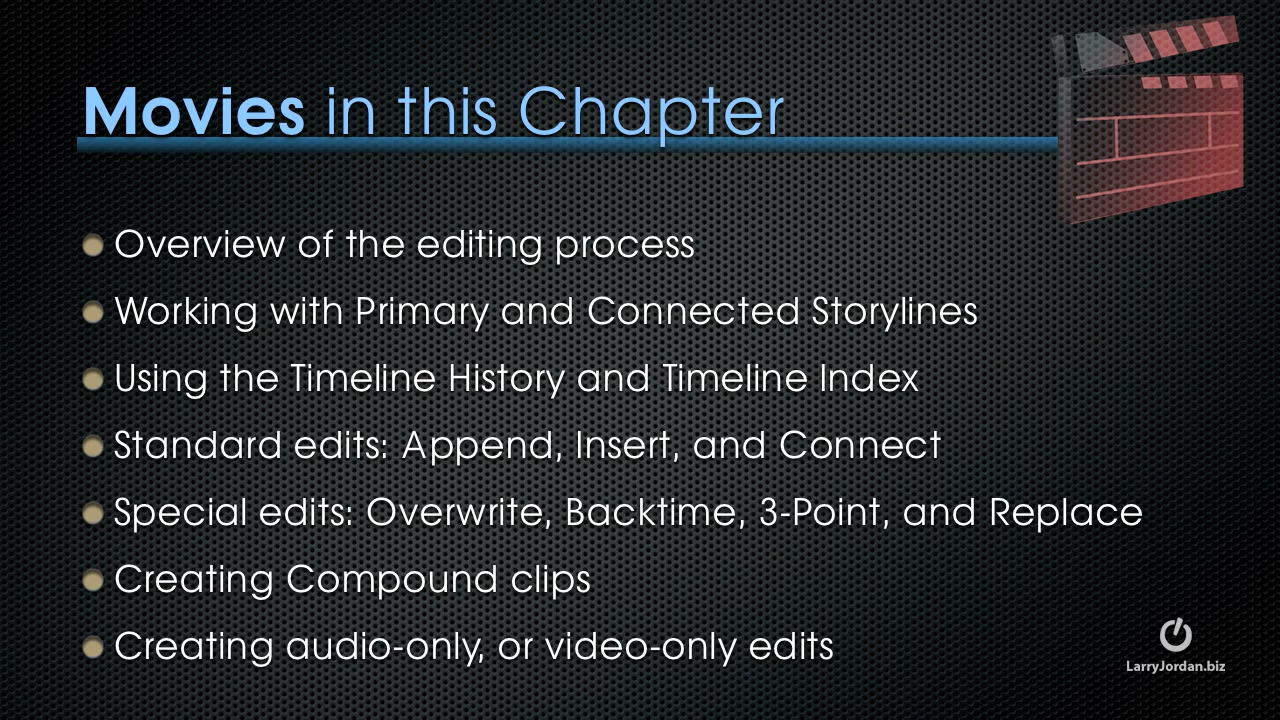 Movies in this Chapter
Overview of the editing process
Working with Primary and Connected Storylines
Using the Timeline History and Timeline Index
Standard edits: Append, Insert, and Connect
Special edits: Overwrite, Backtime, 3-Point, and Replace
Creating Compound clips
Creating audio-only, or video-only edits
LarryJordan.biz